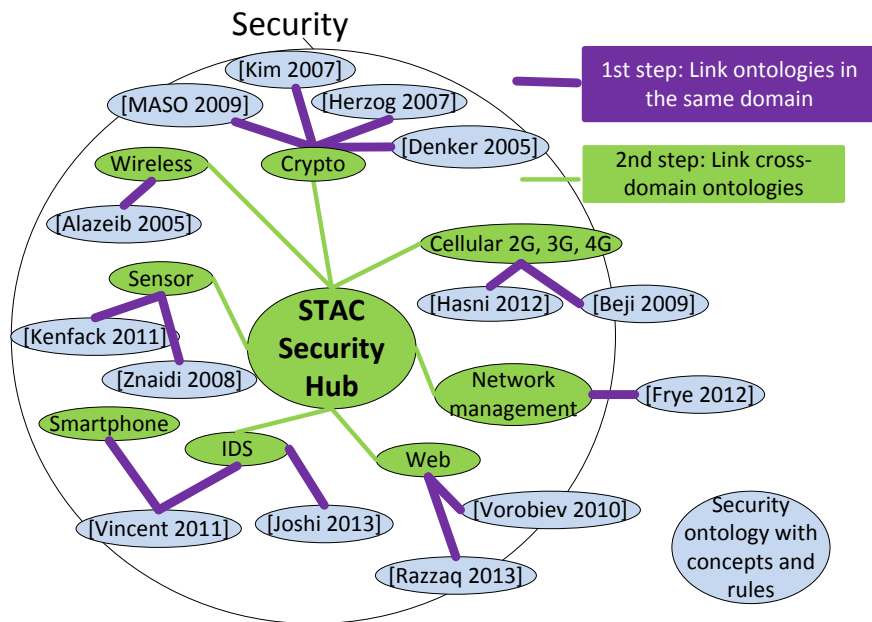 Security
[Kim 2007]
[MASO 2009]
[Herzog 2007]
[Denker 2005]
Wireless
Crypto
[Alazeib 2005]
1st step: Link ontologies in
the same domain
2nd step: Link cross-
domain ontologies
Cellular 2G, 3G, 4G
[Hasni 2012]
[Beji 2009]
Sensor
[Kenfack 2011]
[Znaidi 2008]
STAC
Security
Hub
Network
management
[Frye 2012]
Smartphone
IDS
Web
[Vincent 2011]
[Joshi 2013]
[Vorobiev 2010]
[Razzaq 2013]
Security
ontology with
concepts and
rules